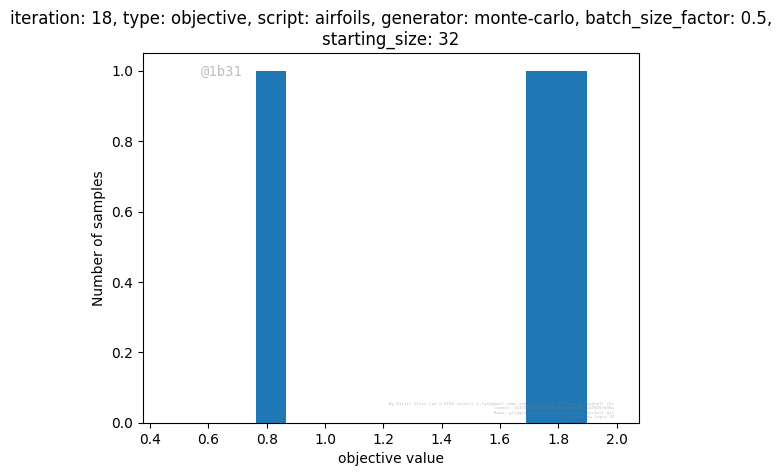 iteration: 18, type: objective, script: airfoils, generator: monte-carlo, batch_size_factor: 0.5,
starting_size: 32
@1b31
1.0
0.8
0.6
0.4
0.2
0.0
Number of samples
0.4 0.6 0.8 1.0 1.2 1.4 1.6 1.8 2.0
objective value